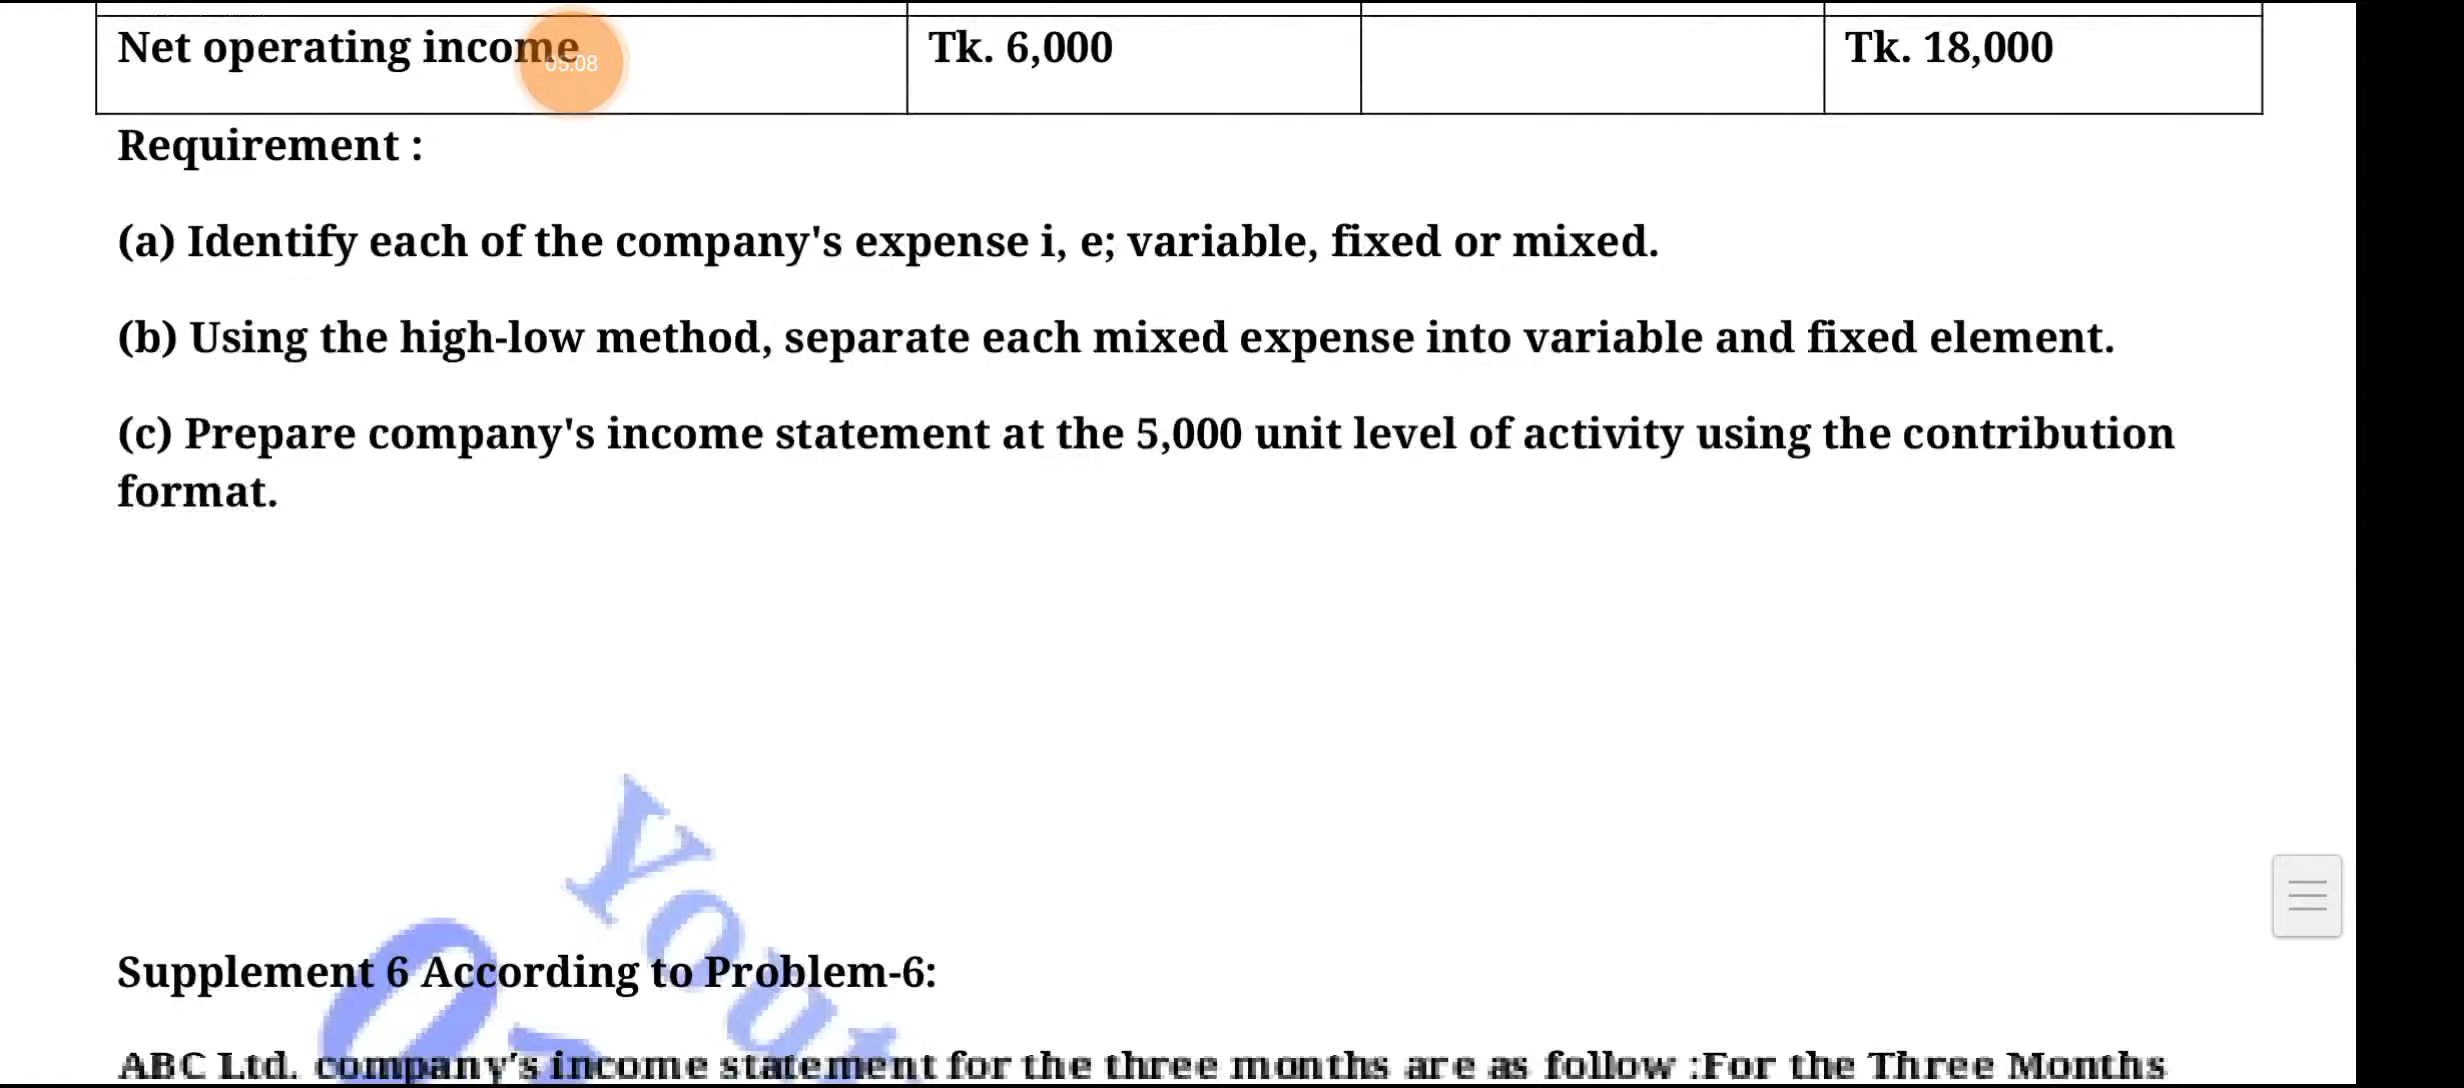 Net operating income Tk. 6,000 Tk. 18,000
05:08
Requirement :
(a) Identify each of the company's expense i, e; variable, fixed or mixed.
(b) Using the high-low method, separate each mixed expense into variable and fixed element.
(c) Prepare company's income statement at the 5,000 unit level of activity using the contribution
format.
Supplement 6 According to Problem-6:
ABC Ltd. company's income statement for the three months are as follow :For the Three Months